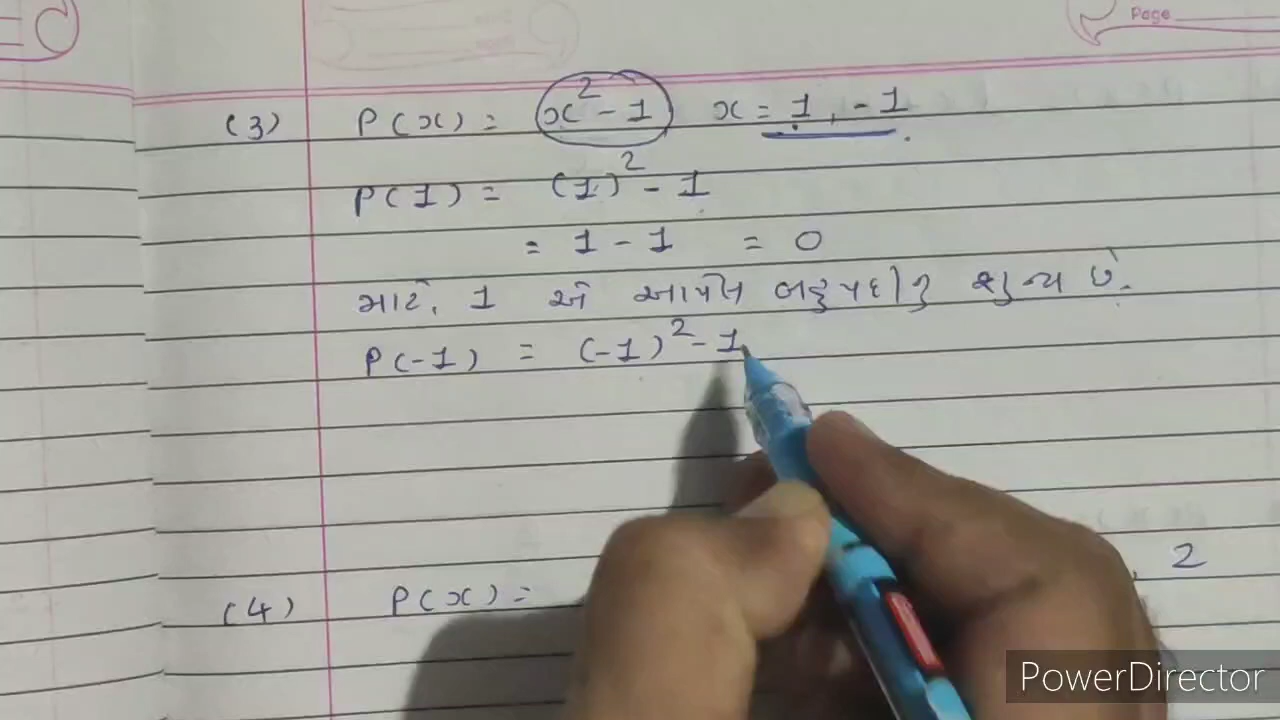 Page
(3) P(x) = x² - 1 x = 1, -1.
P(1) = (1)² - 1
= 1 - 1 = 0
માટે, 1 એ આપેલ બહુપદીનું શૂન્ય છે.
P(-1) = (-1)² - 1
(4) P(x) = , 2
PowerDirector